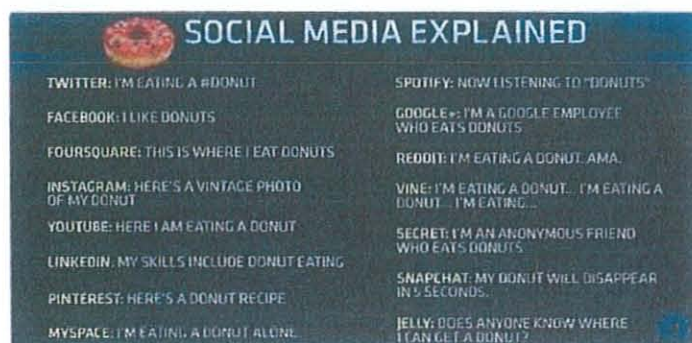 SOCIAL MEDIA EXPLAINED
TWITTER: I'M EATING A #DONUT
FACEBOOK: I LIKE DONUTS
FOURSQUARE: THIS IS WHERE I EAT DONUTS
INSTAGRAM: HERE'S A VINTAGE PHOTO
OF MY DONUT
YOUTUBE: HERE I AM EATING A DONUT
LINKEDIN: MY SKILLS INCLUDE DONUT EATING
PINTEREST: HERE'S A DONUT RECIPE
MYSPACE: I'M EATING A DONUT ALONE.
SPOTIFY: NOW LISTENING TO "DONUTS"
GOOGLE+: I'M A GOOGLE EMPLOYEE
WHO EATS DONUTS
REDDIT: I'M EATING A DONUT. AMA.
VINE: I'M EATING A DONUT... I'M EATING A
DONUT... I'M EATING...
SECRET: I'M AN ANONYMOUS FRIEND
WHO EATS DONUTS
SNAPCHAT: MY DONUT WILL DISAPPEAR
IN 5 SECONDS.
JELLY: DOES ANYONE KNOW WHERE
I CAN GET A DONUT?